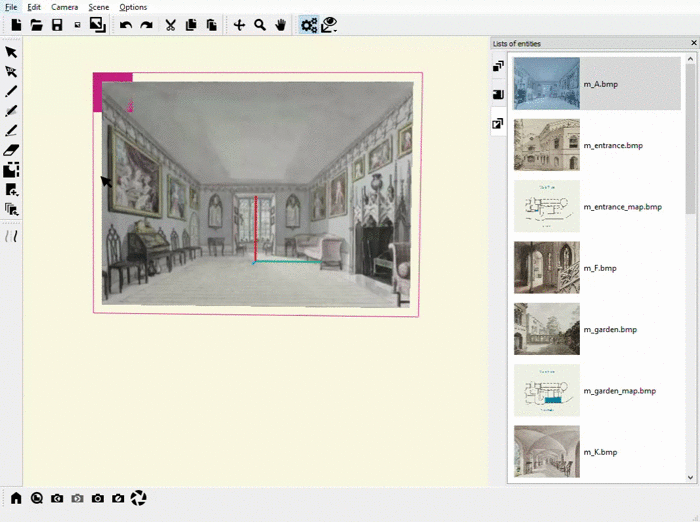 File Edit Camera Scene Options
Lists of entities
m_A.bmp
m_entrance.bmp
m_entrance_map.bmp
m_F.bmp
m_garden.bmp
m_garden_map.bmp
m_K.bmp